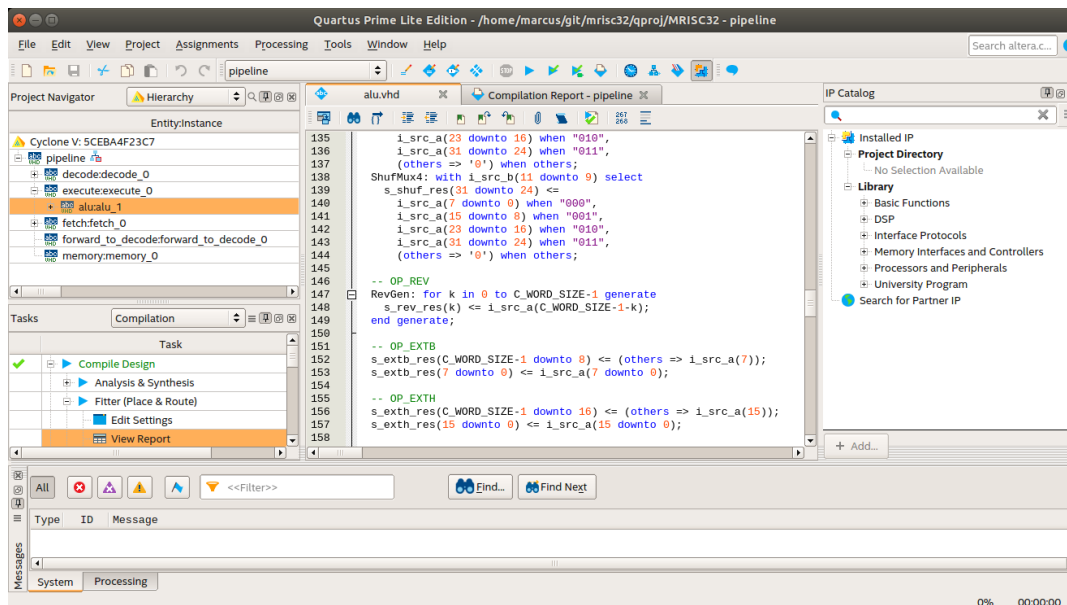 Quartus Prime Lite Edition - /home/marcus/git/mrisc32/qproj/MRISC32 - pipeline
File Edit View Project Assignments Processing Tools Window Help
Search altera.c...
pipeline
Project Navigator
Hierarchy
Entity:Instance
Cyclone V: 5CEBA4F23C7
pipeline
decode:decode_0
execute:execute_0
alu:alu_1
fetch:fetch_0
forward_to_decode:forward_to_decode_0
memory:memory_0
Tasks
Compilation
Task
Compile Design
Analysis & Synthesis
Fitter (Place & Route)
Edit Settings
View Report
alu.vhd
Compilation Report - pipeline
267
268
135 i_src_a(23 downto 16) when "010",
136 i_src_a(31 downto 24) when "011",
137 (others => '0') when others;
138 ShufMux4: with i_src_b(11 downto 9) select
139 s_shuf_res(31 downto 24) <=
140 i_src_a(7 downto 0) when "000",
141 i_src_a(15 downto 8) when "001",
142 i_src_a(23 downto 16) when "010",
143 i_src_a(31 downto 24) when "011",
144 (others => '0') when others;
145
146 -- OP_REV
147 RevGen: for k in 0 to C_WORD_SIZE-1 generate
148 s_rev_res(k) <= i_src_a(C_WORD_SIZE-1-k);
149 end generate;
150
151 -- OP_EXTB
152 s_extb_res(C_WORD_SIZE-1 downto 8) <= (others => i_src_a(7));
153 s_extb_res(7 downto 0) <= i_src_a(7 downto 0);
154
155 -- OP_EXTH
156 s_exth_res(C_WORD_SIZE-1 downto 16) <= (others => i_src_a(15));
157 s_exth_res(15 downto 0) <= i_src_a(15 downto 0);
158
IP Catalog
Installed IP
Project Directory
No Selection Available
Library
Basic Functions
DSP
Interface Protocols
Memory Interfaces and Controllers
Processors and Peripherals
University Program
Search for Partner IP
+ Add...
All
<<Filter>>
Find...
Find Next
Type ID Message
Messages
System Processing
0% 00:00:00